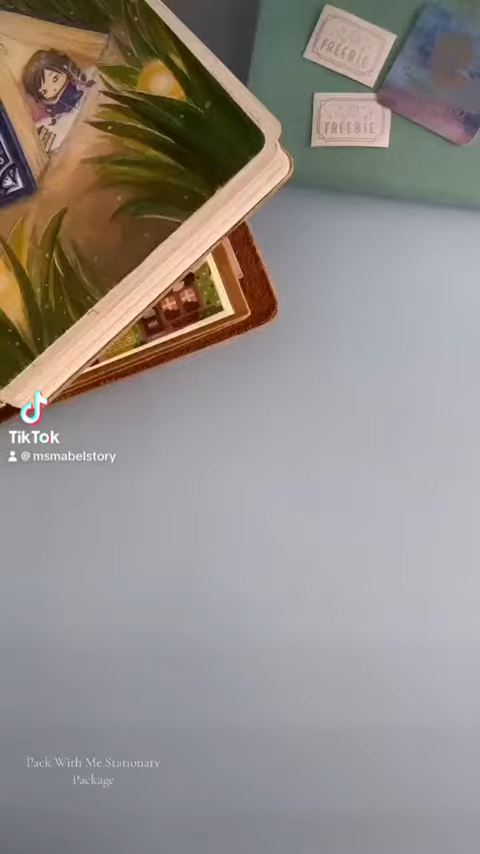 FREEBIE
FREEBIE
TikTok
@msmabelstory
Pack With Me Stationary
Package